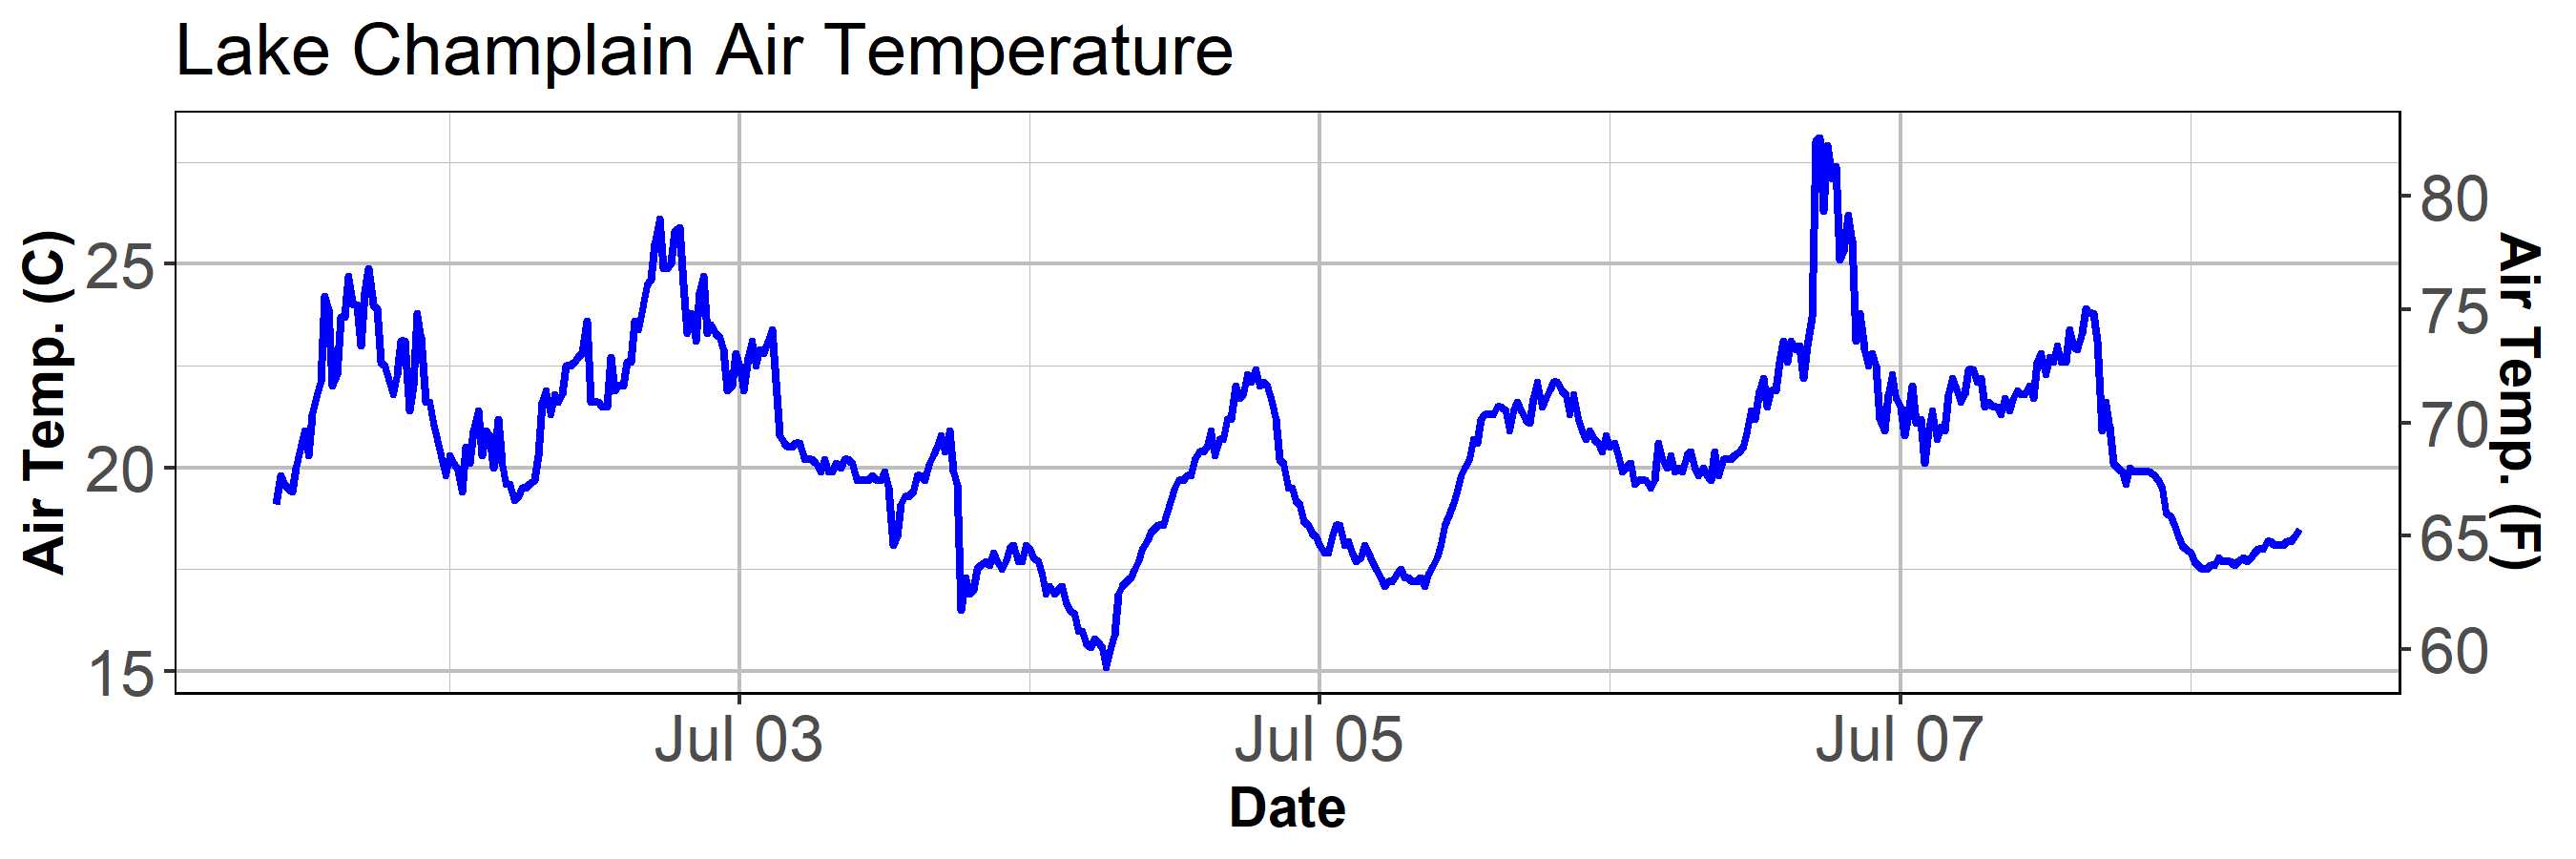 Lake Champlain Air Temperature
Air Temp. (C)
25
20
15
80
75
70
65
60
Air Temp. (F)
Jul 03 Jul 05 Jul 07
Date